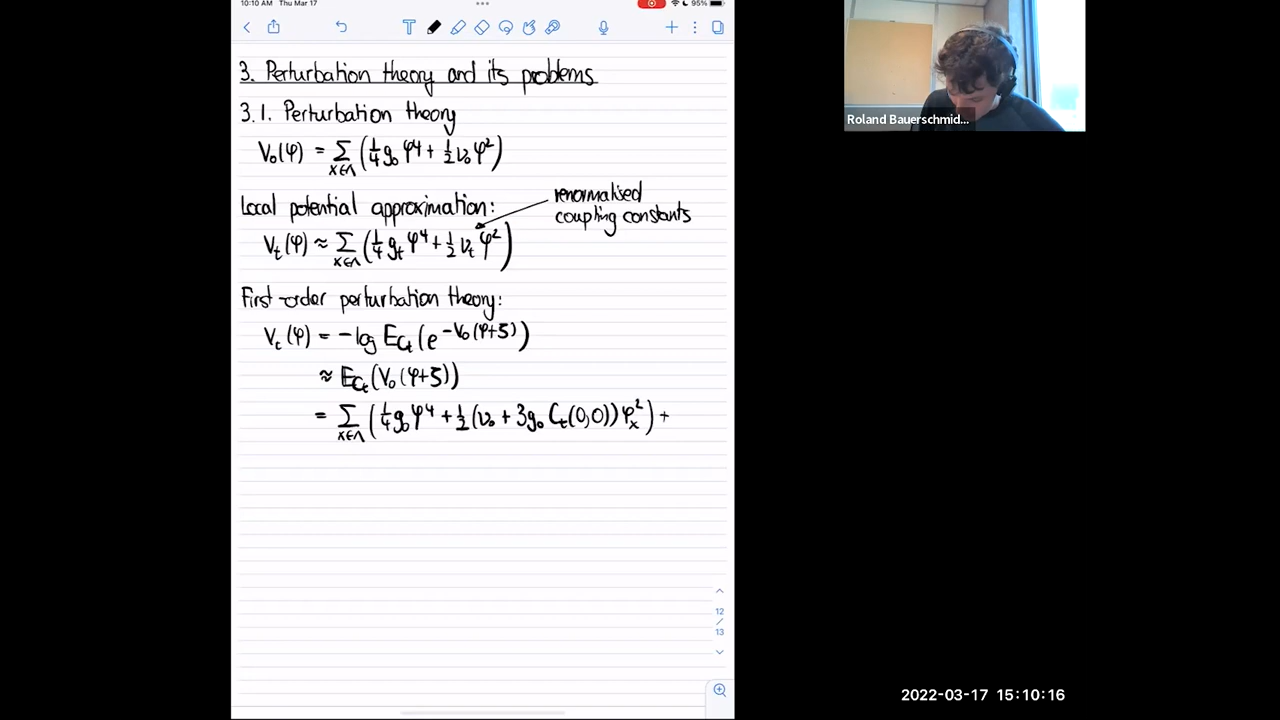 10:10 AM Thu Mar 17
95%
3. Perturbation theory and its problems
3.1. Perturbation theory
V₀(φ) = Σ_{x∈Λ} (¼ g₀ φ⁴ + ½ ν₀ φ²)
Local potential approximation:
renormalised
coupling constants
V_t(φ) ≈ Σ_{x∈Λ} (¼ g_t φ⁴ + ½ ν_t φ²)
First-order perturbation theory:
V_t(φ) = -log E_{C_t}(e^{-V₀(φ+ζ)})
≈ E_{C_t}(V₀(φ+ζ))
= Σ_{x∈Λ} (¼ g₀ φ⁴ + ½ (ν₀ + 3g₀ C_t(0,0)) φ_x²) +
12
/
13
Roland Bauerschmid...
2022-03-17 15:10:16